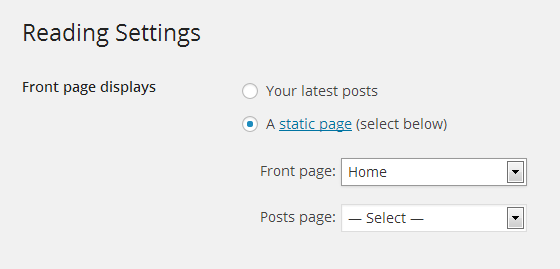 Reading Settings
Front page displays
Your latest posts
A static page (select below)
Front page: Home
Posts page: — Select —